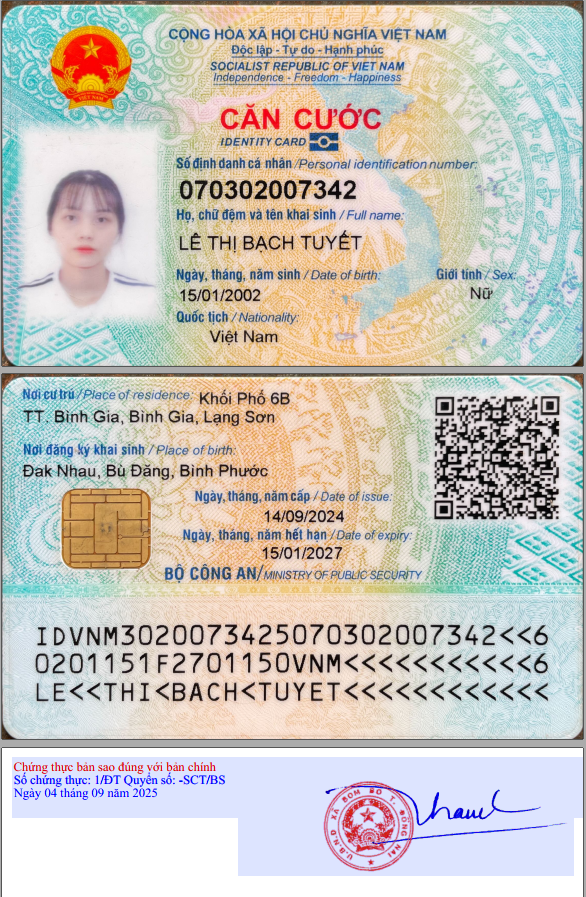 CỘNG HÒA XÃ HỘI CHỦ NGHĨA VIỆT NAM
Độc lập - Tự do - Hạnh phúc
SOCIALIST REPUBLIC OF VIET NAM
Independence - Freedom - Happiness
CĂN CƯỚC
IDENTITY CARD
Số định danh cá nhân / Personal identification number:
070302007342
Họ, chữ đệm và tên khai sinh / Full name:
LÊ THỊ BẠCH TUYẾT
Ngày, tháng, năm sinh / Date of birth: Giới tính / Sex:
15/01/2002 Nữ
Quốc tịch / Nationality:
Việt Nam
Nơi cư trú / Place of residence: Khối Phố 6B
TT. Bình Gia, Bình Gia, Lạng Sơn
Nơi đăng ký khai sinh / Place of birth:
Đak Nhau, Bù Đăng, Bình Phước
Ngày, tháng, năm cấp / Date of issue:
14/09/2024
Ngày, tháng, năm hết hạn / Date of expiry:
15/01/2027
BỘ CÔNG AN/MINISTRY OF PUBLIC SECURITY
IDVNM3020073425070302007342<<6
0201151F2701150VNM<<<<<<<<<<<6
LE<<THI<BACH<TUYET<<<<<<<<<<<<
Chứng thực bản sao đúng với bản chính
Số chứng thực: 1/ĐT Quyển số: -SCT/BS
Ngày 04 tháng 09 năm 2025
U.B.N.D XÃ BOM BO T. ĐỒNG NAI